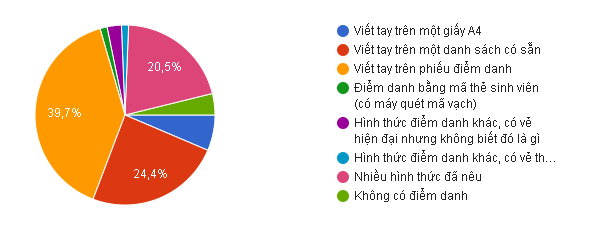 Viết tay trên một giấy A4
Viết tay trên một danh sách có sẵn
Viết tay trên phiếu điểm danh
Điểm danh bằng mã thẻ sinh viên
(có máy quét mã vạch)
Hình thức điểm danh khác, có vẻ
hiện đại nhưng không biết đó là gì
Hình thức điểm danh khác, có vẻ th...
Nhiều hình thức đã nêu
Không có điểm danh
20,5%
39,7%
24,4%